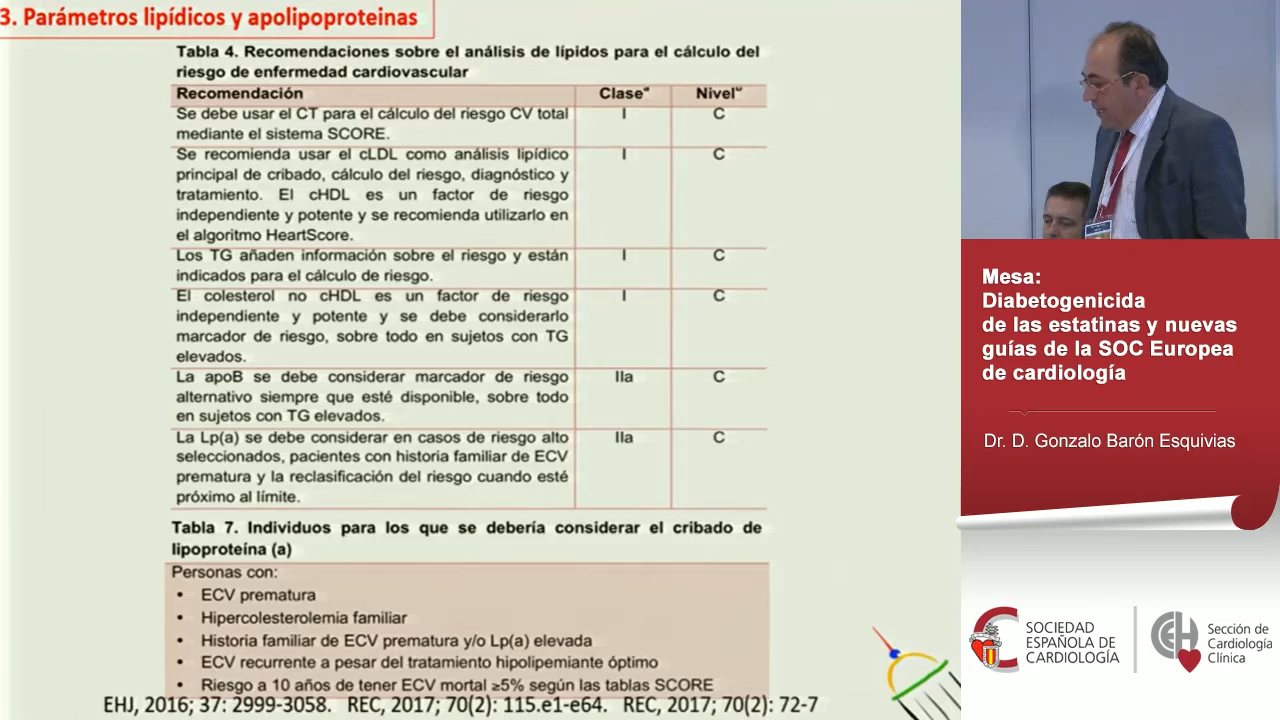 3. Parámetros lipídicos y apolipoproteinas
Tabla 4. Recomendaciones sobre el análisis de lípidos para el cálculo del
riesgo de enfermedad cardiovascular
Recomendación Claseª Nivelᵇ
Se debe usar el CT para el cálculo del riesgo CV total I C
mediante el sistema SCORE.
Se recomienda usar el cLDL como análisis lipídico I C
principal de cribado, cálculo del riesgo, diagnóstico y
tratamiento. El cHDL es un factor de riesgo
independiente y potente y se recomienda utilizarlo en
el algoritmo HeartScore.
Los TG añaden información sobre el riesgo y están I C
indicados para el cálculo de riesgo.
El colesterol no cHDL es un factor de riesgo I C
independiente y potente y se debe considerarlo
marcador de riesgo, sobre todo en sujetos con TG
elevados.
La apoB se debe considerar marcador de riesgo IIa C
alternativo siempre que esté disponible, sobre todo
en sujetos con TG elevados.
La Lp(a) se debe considerar en casos de riesgo alto IIa C
seleccionados, pacientes con historia familiar de ECV
prematura y la reclasificación del riesgo cuando esté
próximo al límite.
Tabla 7. Individuos para los que se debería considerar el cribado de
lipoproteína (a)
Personas con:
• ECV prematura
• Hipercolesterolemia familiar
• Historia familiar de ECV prematura y/o Lp(a) elevada
• ECV recurrente a pesar del tratamiento hipolipemiante óptimo
• Riesgo a 10 años de tener ECV mortal ≥5% según las tablas SCORE
EHJ, 2016; 37: 2999-3058. REC, 2017; 70(2): 115.e1-e64. REC, 2017; 70(2): 72-7
Mesa:
Diabetogenicida
de las estatinas y nuevas
guías de la SOC Europea
de cardiología
Dr. D. Gonzalo Barón Esquivias
SOCIEDAD
ESPAÑOLA DE
CARDIOLOGÍA
Sección de
Cardiología
Clínica